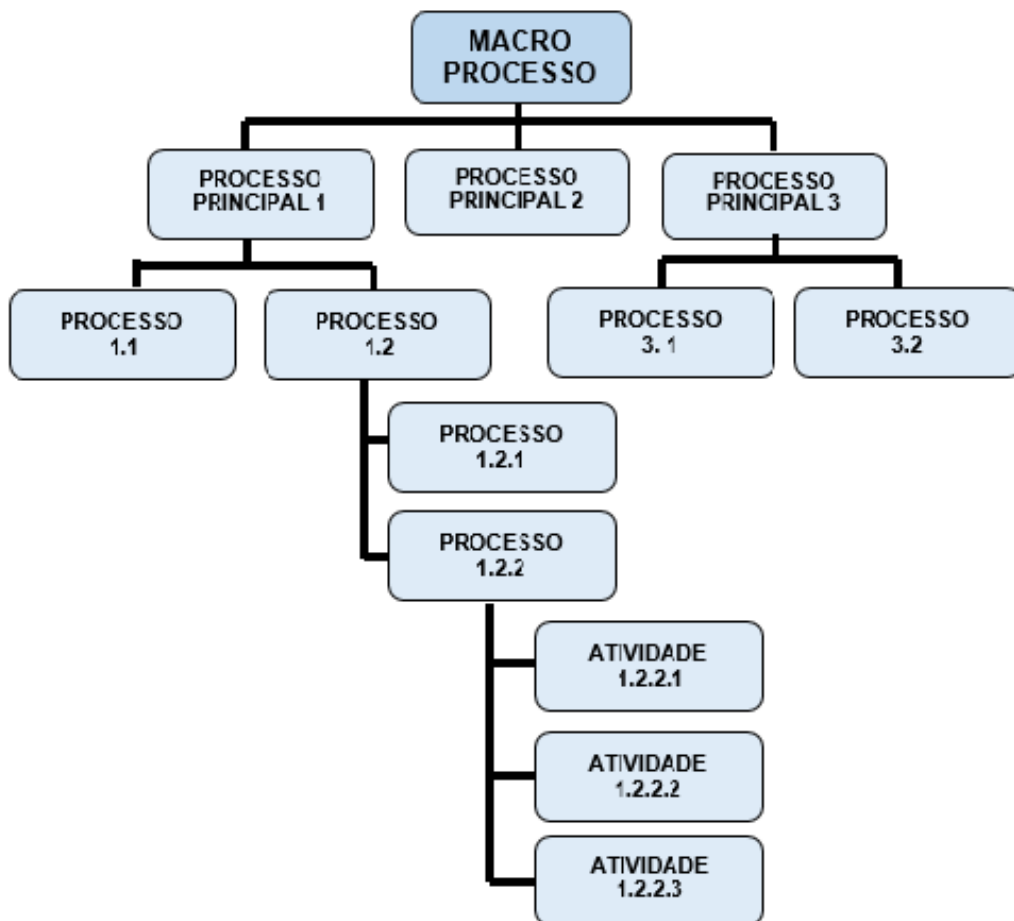 MACRO
PROCESSO
PROCESSO
PRINCIPAL 1
PROCESSO
PRINCIPAL 2
PROCESSO
PRINCIPAL 3
PROCESSO
1.1
PROCESSO
1.2
PROCESSO
3. 1
PROCESSO
3.2
PROCESSO
1.2.1
PROCESSO
1.2.2
ATIVIDADE
1.2.2.1
ATIVIDADE
1.2.2.2
ATIVIDADE
1.2.2.3